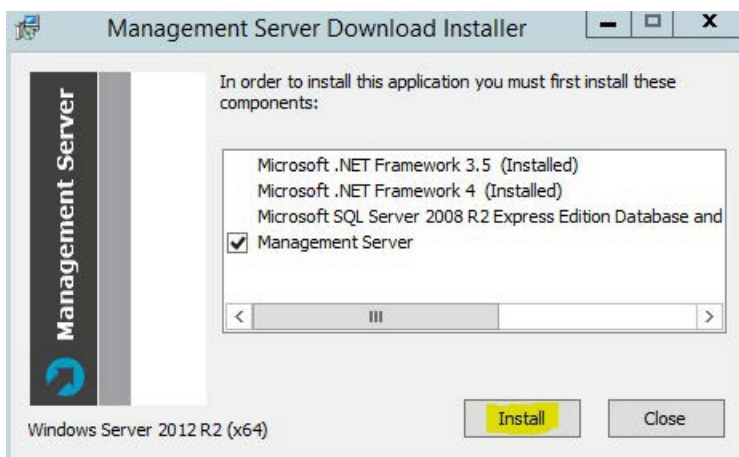 Management Server Download Installer
In order to install this application you must first install these
components:
Microsoft .NET Framework 3.5 (Installed)
Microsoft .NET Framework 4 (Installed)
Microsoft SQL Server 2008 R2 Express Edition Database and
Management Server
Management Server
Windows Server 2012 R2 (x64)
Install
Close